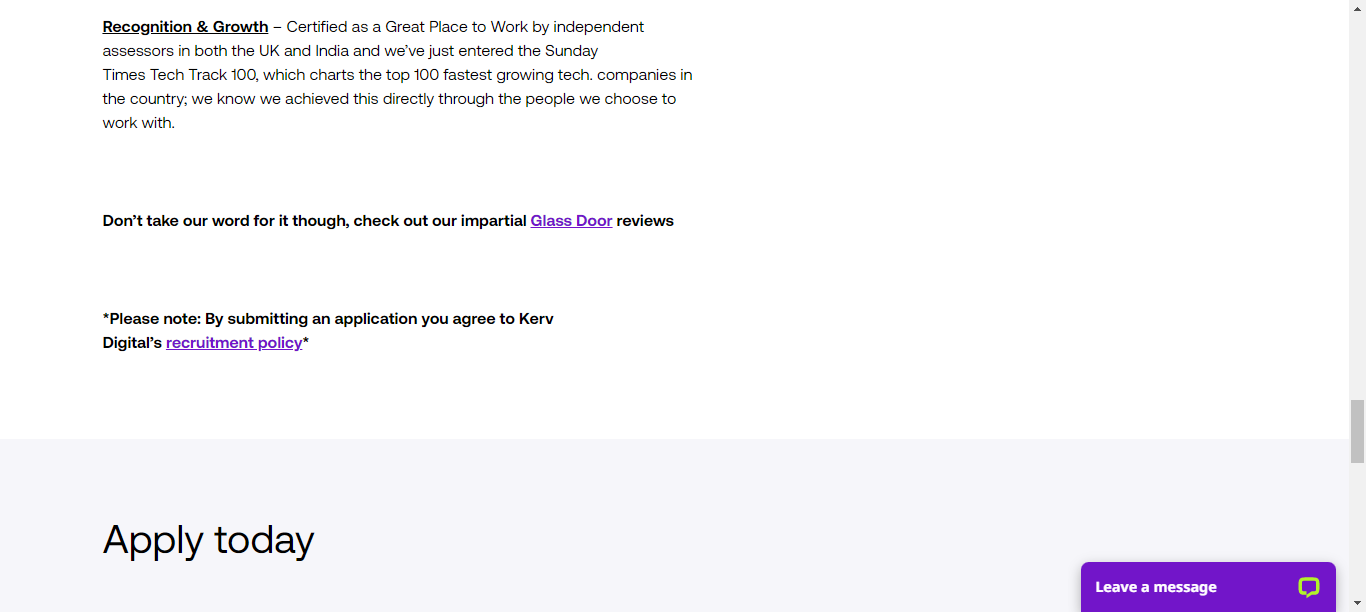 Recognition & Growth – Certified as a Great Place to Work by independent
assessors in both the UK and India and we’ve just entered the Sunday
Times Tech Track 100, which charts the top 100 fastest growing tech. companies in
the country; we know we achieved this directly through the people we choose to
work with.
Don’t take our word for it though, check out our impartial Glass Door reviews
*Please note: By submitting an application you agree to Kerv
Digital’s recruitment policy*
Apply today
Leave a message